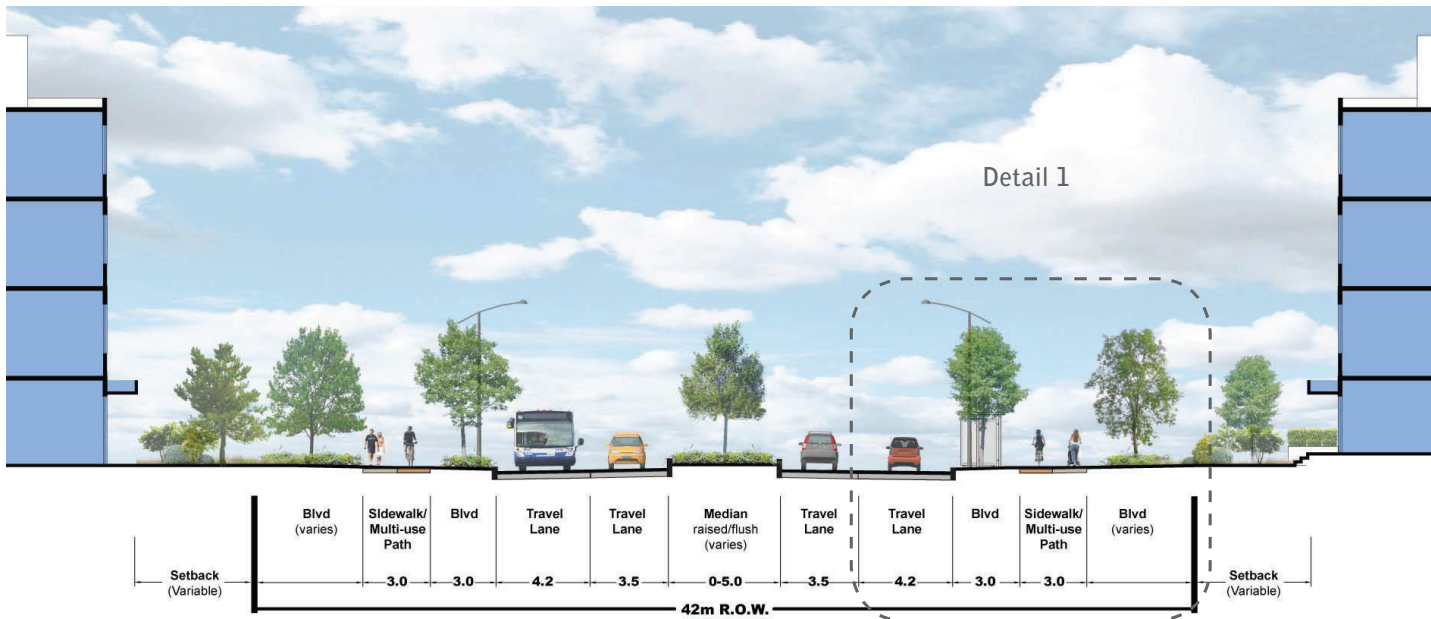 Detail 1
Blvd
(varies)
SIdewalk/
Multi-use
Path
Blvd
Travel
Lane
Travel
Lane
Median
raised/flush
(varies)
Travel
Lane
Travel
Lane
Blvd
Sidewalk/
Multi-use
Path
Blvd
(varies)
Setback
(Variable)
3.0
3.0
4.2
3.5
0-5.0
3.5
4.2
3.0
3.0
Setback
(Variable)
42m R.O.W.